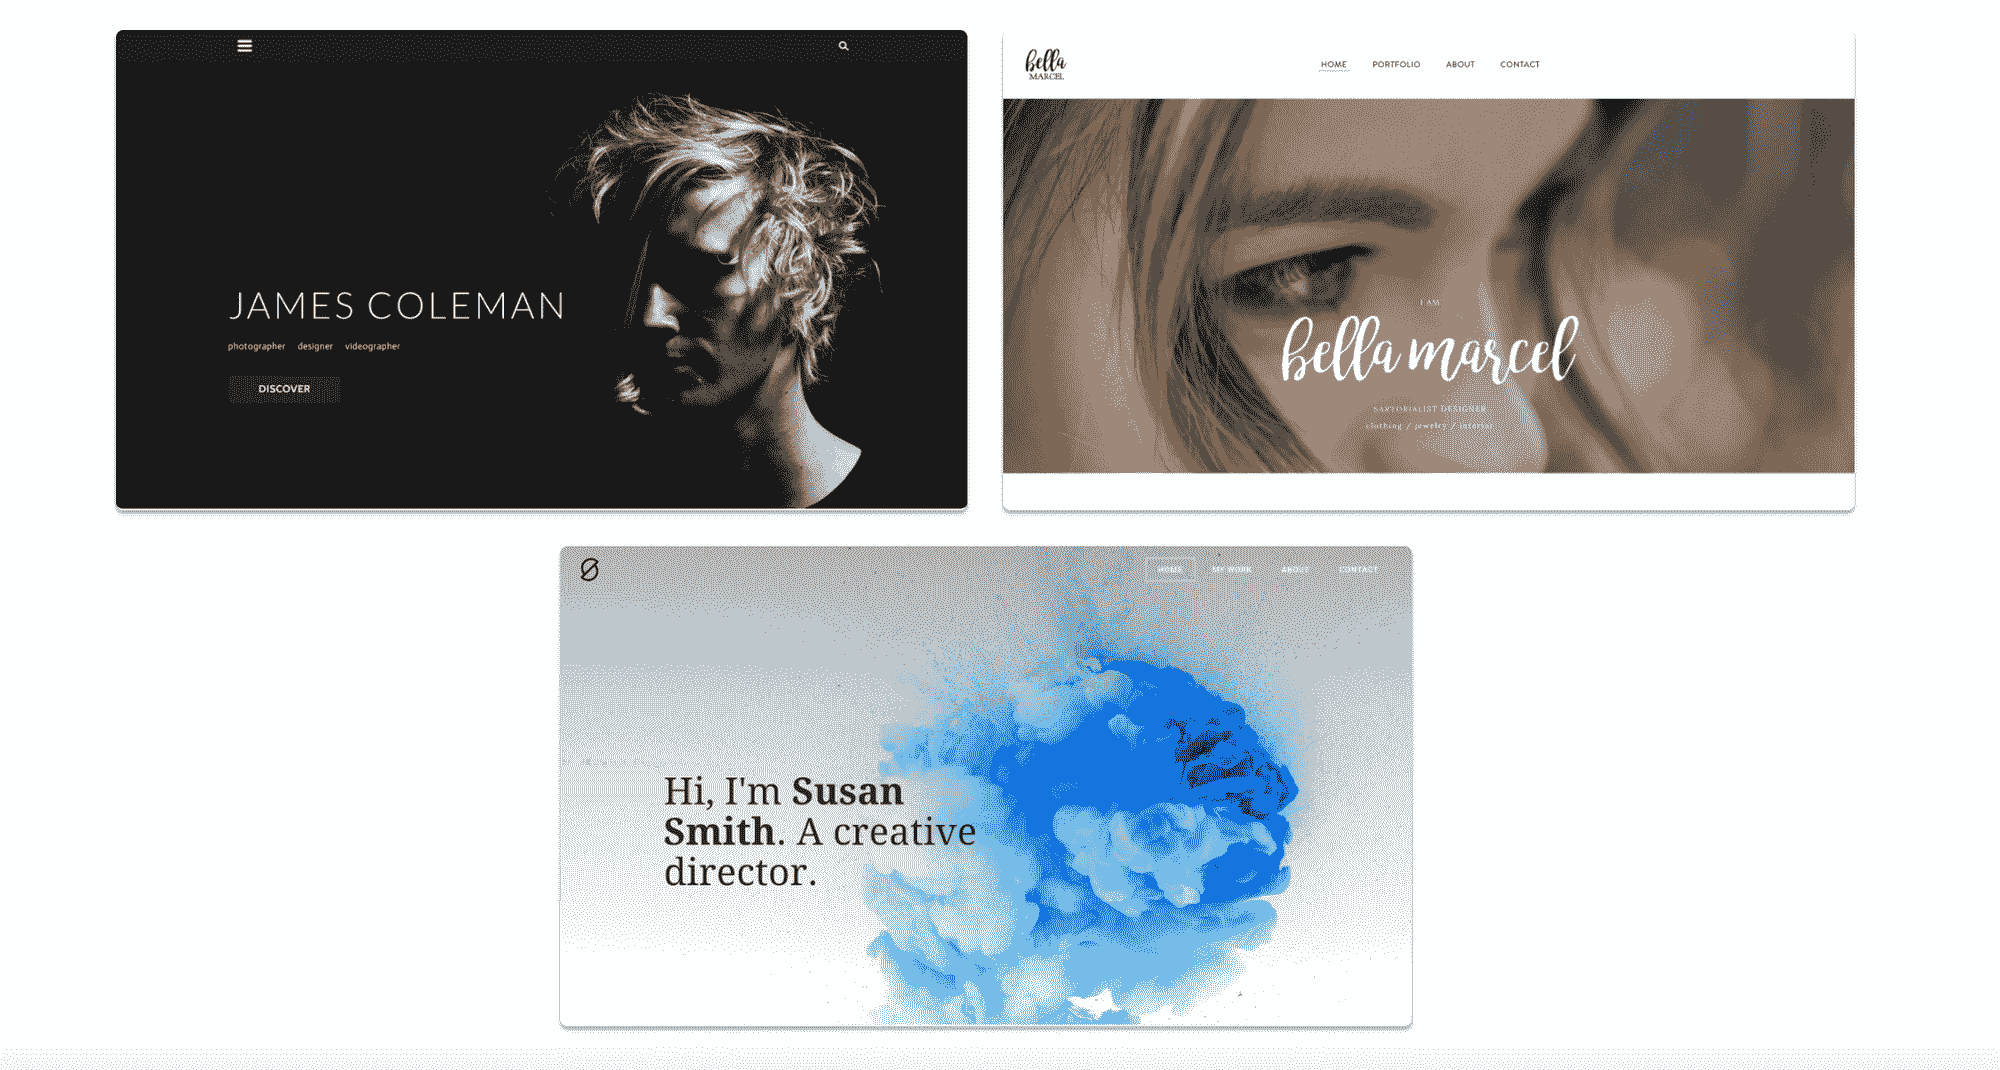 JAMES COLEMAN
photographer designer videographer
DISCOVER
bella
MARCEL
HOME PORTFOLIO ABOUT CONTACT
I AM
bella marcel
SARTORIALIST DESIGNER
clothing / jewelry / interior
HOME MY WORK ABOUT CONTACT
Hi, I'm Susan
Smith. A creative
director.